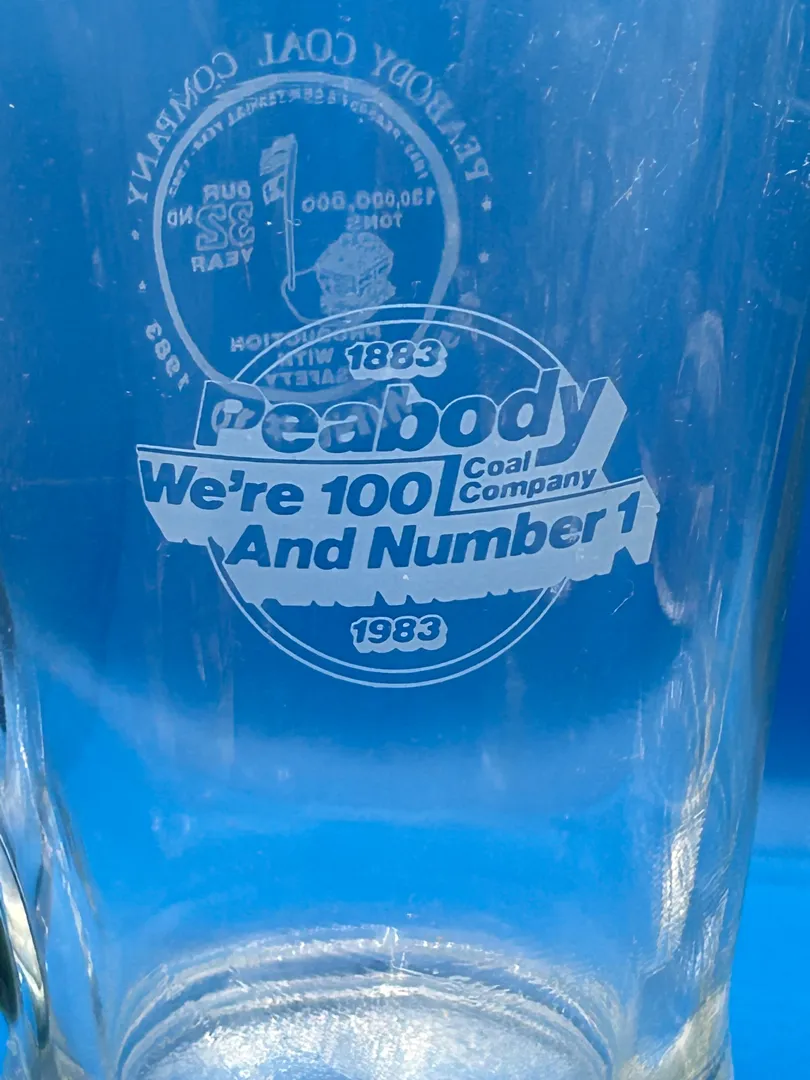 PEABODY COAL COMPANY
OUR
32 ND
YEAR
130,000,000
TONS
PRODUCTION
WITH
SAFETY
1983
1883
Peabody
Coal
Company
We're 100
And Number 1
1983